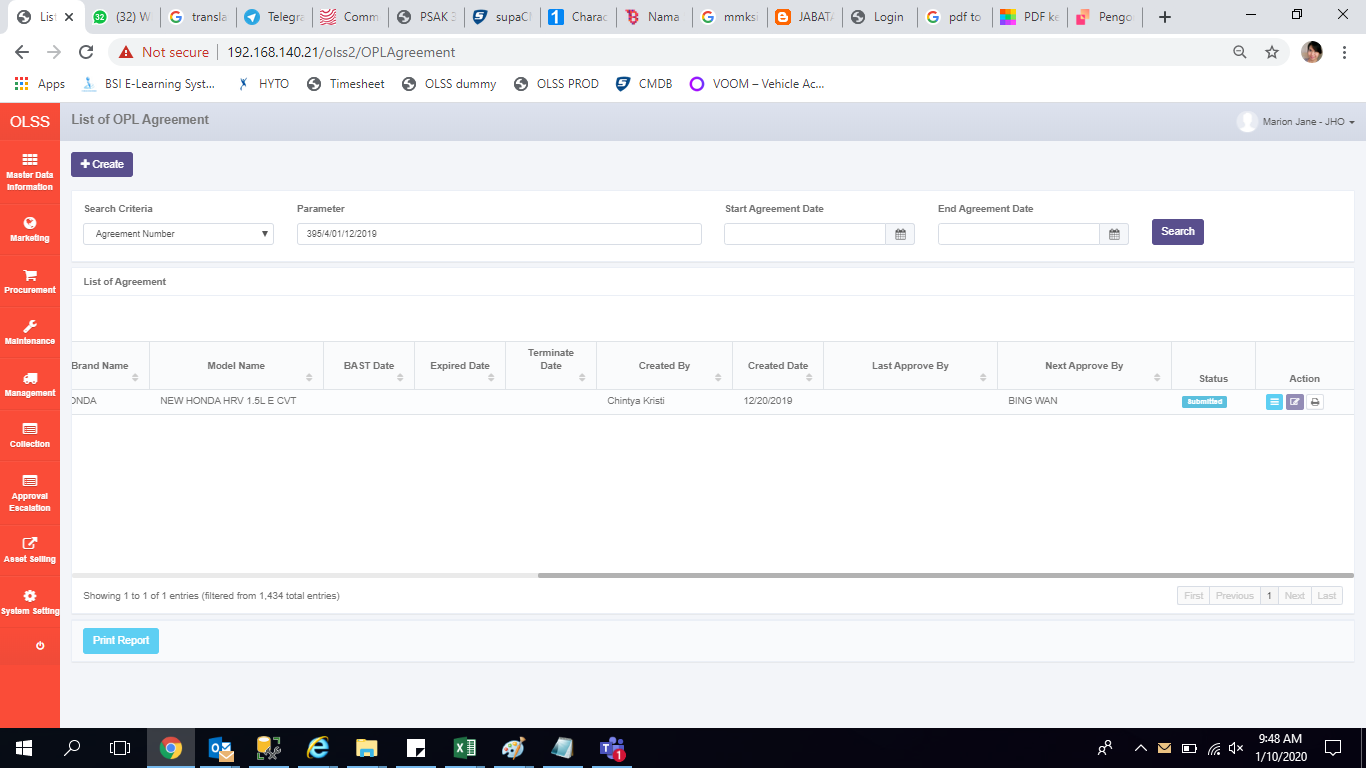 Lis
(32) W
transla
Telegra
Comm
PSAK 3
supaCh
Charac
Nama
mmksi
JABATA
Login
pdf to
PDF ke
Pengo
Not secure 192.168.140.21/olss2/OPLAgreement
Apps BSI E-Learning Syst... HYTO Timesheet OLSS dummy OLSS PROD CMDB VOOM – Vehicle Ac...
OLSS
List of OPL Agreement
Marion Jane - JHO
Master Data
Information
Marketing
Procurement
Maintenance
Management
Collection
Approval
Escalation
Asset Selling
System Setting
Create
Search Criteria Parameter Start Agreement Date End Agreement Date
Agreement Number 395/4/01/12/2019 Search
List of Agreement
Brand Name Model Name BAST Date Expired Date Terminate Date Created By Created Date Last Approve By Next Approve By Status Action
ONDA NEW HONDA HRV 1.5L E CVT Chintya Kristi 12/20/2019 BING WAN Submitted
Showing 1 to 1 of 1 entries (filtered from 1,434 total entries)
First Previous 1 Next Last
Print Report
9:48 AM
1/10/2020